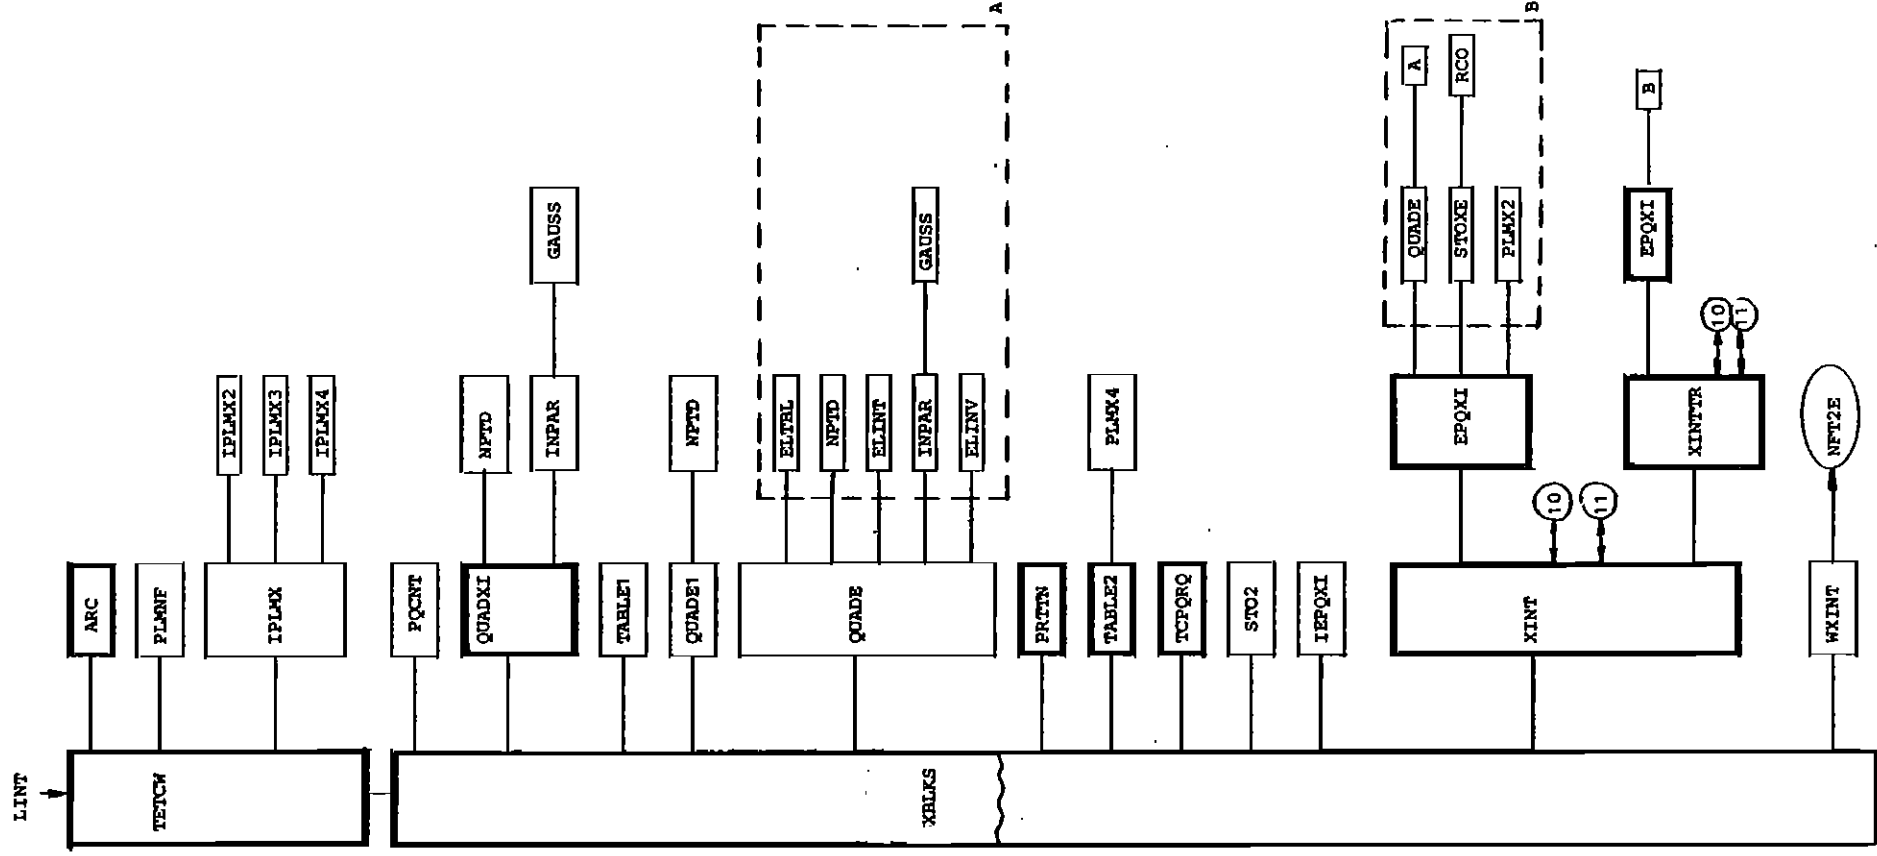 LINT
TETCW
ARC
PLMNF
IPLMX
IPLMX2
IPLMX3
IPLMX4
XBLKS
PQCNT
QUADXI
NPTD
INPAR
GAUSS
TABLE1
QUADE1
NPTD
QUADE
ELTBL
NPTD
ELINT
INPAR
GAUSS
ELINV
A
PRTTN
TABLE2
PLMX4
TCPQRQ
STO2
IEPQXI
XINT
EPQXI
QUADE
A
STOXE
RCO
PLMX2
B
10
11
XINTTR
EPQXI
B
10
11
WXINT
NFT2E